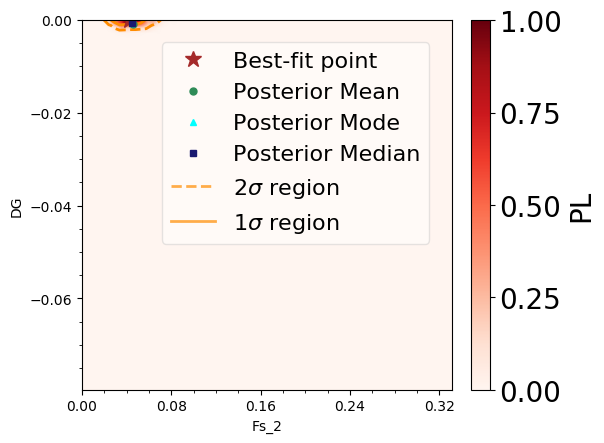 0.00
−0.02
−0.04
−0.06
DG
0.00
0.08
0.16
0.24
0.32
Fs_2
Best-fit point
Posterior Mean
Posterior Mode
Posterior Median
2σ region
1σ region
1.00
0.75
0.50
0.25
0.00
PL